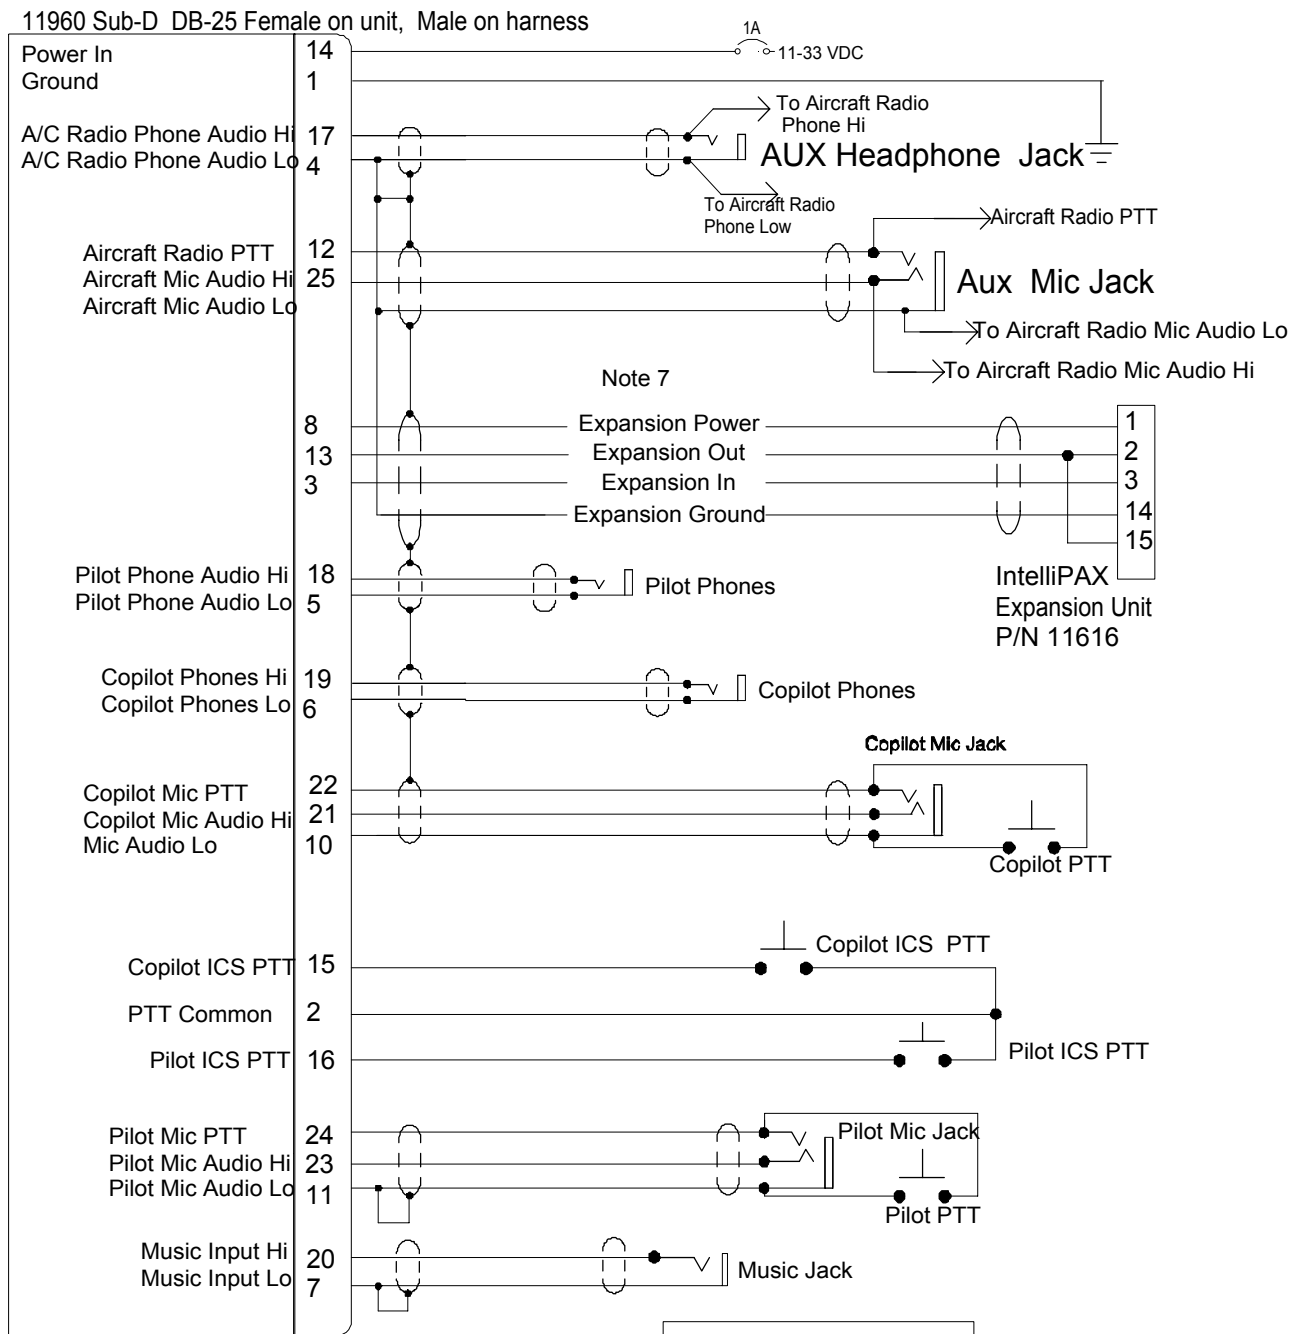 11960 Sub-D DB-25 Female on unit, Male on harness
1A
Power In 14 11-33 VDC
Ground 1
To Aircraft Radio
Phone Hi
A/C Radio Phone Audio Hi 17
A/C Radio Phone Audio Lo 4
AUX Headphone Jack
To Aircraft Radio
Phone Low
Aircraft Radio PTT
Aircraft Radio PTT 12
Aircraft Mic Audio Hi 25
Aux Mic Jack
Aircraft Mic Audio Lo
To Aircraft Radio Mic Audio Lo
To Aircraft Radio Mic Audio Hi
Note 7
8 Expansion Power 1
13 Expansion Out 2
3 Expansion In 3
Expansion Ground 14
15
IntelliPAX
Expansion Unit
P/N 11616
Pilot Phone Audio Hi 18
Pilot Phone Audio Lo 5
Pilot Phones
Copilot Phones Hi 19
Copilot Phones Lo 6
Copilot Phones
Copilot Mic Jack
Copilot Mic PTT 22
Copilot Mic Audio Hi 21
Mic Audio Lo 10
Copilot PTT
Copilot ICS PTT
Copilot ICS PTT 15
PTT Common 2
Pilot ICS PTT 16
Pilot ICS PTT
Pilot Mic PTT 24
Pilot Mic Jack
Pilot Mic Audio Hi 23
Pilot Mic Audio Lo 11
Pilot PTT
Music Input Hi 20
Music Input Lo 7
Music Jack